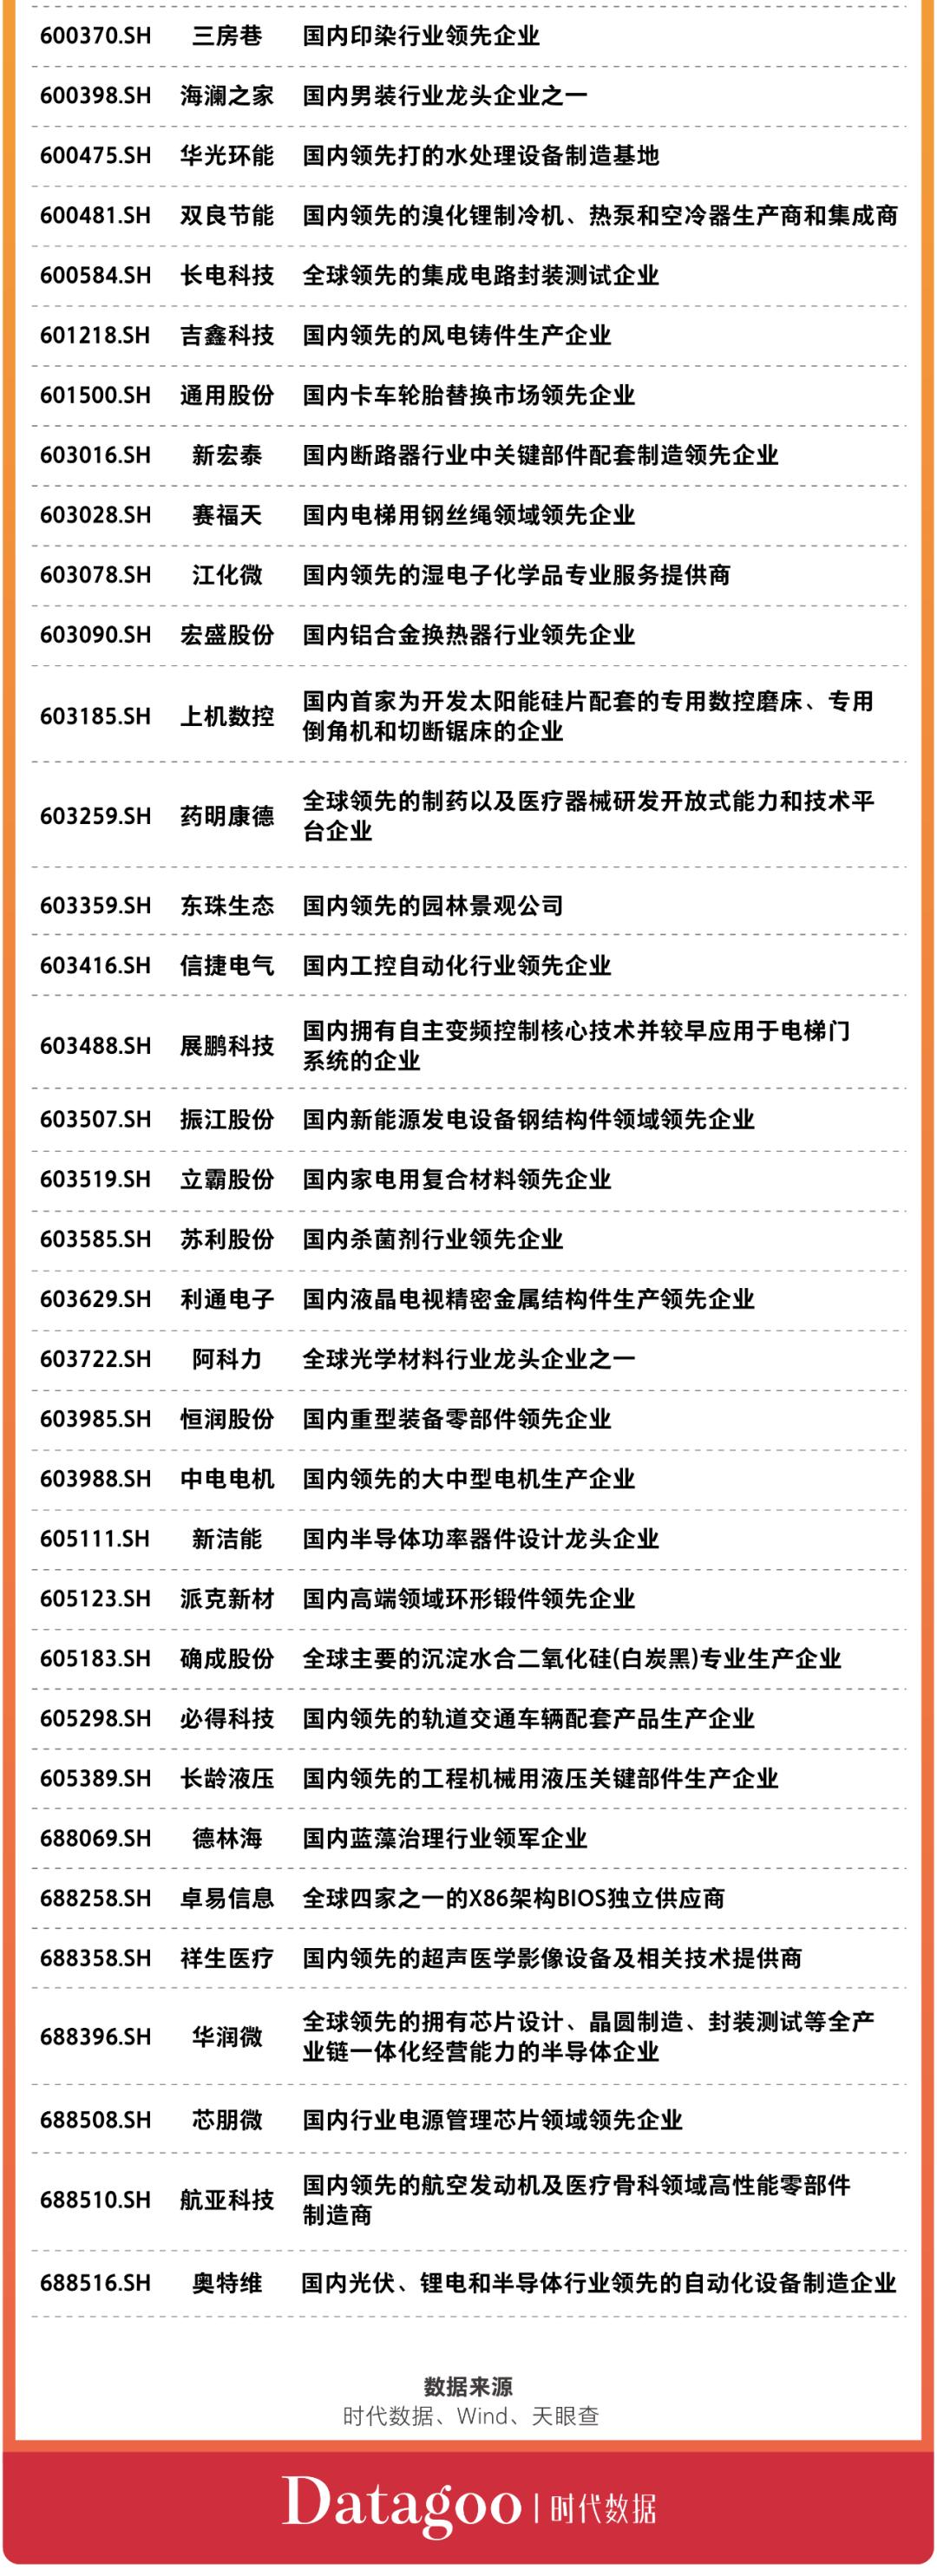 600370.SH 三房巷 国内印染行业领先企业
600398.SH 海澜之家 国内男装行业龙头企业之一
600475.SH 华光环能 国内领先打的水处理设备制造基地
600481.SH 双良节能 国内领先的溴化锂制冷机、热泵和空冷器生产商和集成商
600584.SH 长电科技 全球领先的集成电路封装测试企业
601218.SH 吉鑫科技 国内领先的风电铸件生产企业
601500.SH 通用股份 国内卡车轮胎替换市场领先企业
603016.SH 新宏泰 国内断路器行业中关键部件配套制造领先企业
603028.SH 赛福天 国内电梯用钢丝绳领域领先企业
603078.SH 江化微 国内领先的湿电子化学品专业服务提供商
603090.SH 宏盛股份 国内铝合金换热器行业领先企业
603185.SH 上机数控 国内首家为开发太阳能硅片配套的专用数控磨床、专用
倒角机和切断锯床的企业
603259.SH 药明康德 全球领先的制药以及医疗器械研发开放式能力和技术平
台企业
603359.SH 东珠生态 国内领先的园林景观公司
603416.SH 信捷电气 国内工控自动化行业领先企业
603488.SH 展鹏科技 国内拥有自主变频控制核心技术并较早应用于电梯门
系统的企业
603507.SH 振江股份 国内新能源发电设备钢结构件领域领先企业
603519.SH 立霸股份 国内家电用复合材料领先企业
603585.SH 苏利股份 国内杀菌剂行业领先企业
603629.SH 利通电子 国内液晶电视精密金属结构件生产领先企业
603722.SH 阿科力 全球光学材料行业龙头企业之一
603985.SH 恒润股份 国内重型装备零部件领先企业
603988.SH 中电电机 国内领先的大中型电机生产企业
605111.SH 新洁能 国内半导体功率器件设计龙头企业
605123.SH 派克新材 国内高端领域环形锻件领先企业
605183.SH 确成股份 全球主要的沉淀水合二氧化硅(白炭黑)专业生产企业
605298.SH 必得科技 国内领先的轨道交通车辆配套产品生产企业
605389.SH 长龄液压 国内领先的工程机械用液压关键部件生产企业
688069.SH 德林海 国内蓝藻治理行业领军企业
688258.SH 卓易信息 全球四家之一的X86架构BIOS独立供应商
688358.SH 祥生医疗 国内领先的超声医学影像设备及相关技术提供商
688396.SH 华润微 全球领先的拥有芯片设计、晶圆制造、封装测试等全产
业链一体化经营能力的半导体企业
688508.SH 芯朋微 国内行业电源管理芯片领域领先企业
688510.SH 航亚科技 国内领先的航空发动机及医疗骨科领域高性能零部件
制造商
688516.SH 奥特维 国内光伏、锂电和半导体行业领先的自动化设备制造企业
数据来源
时代数据、Wind、天眼查
Datagoo|时代数据